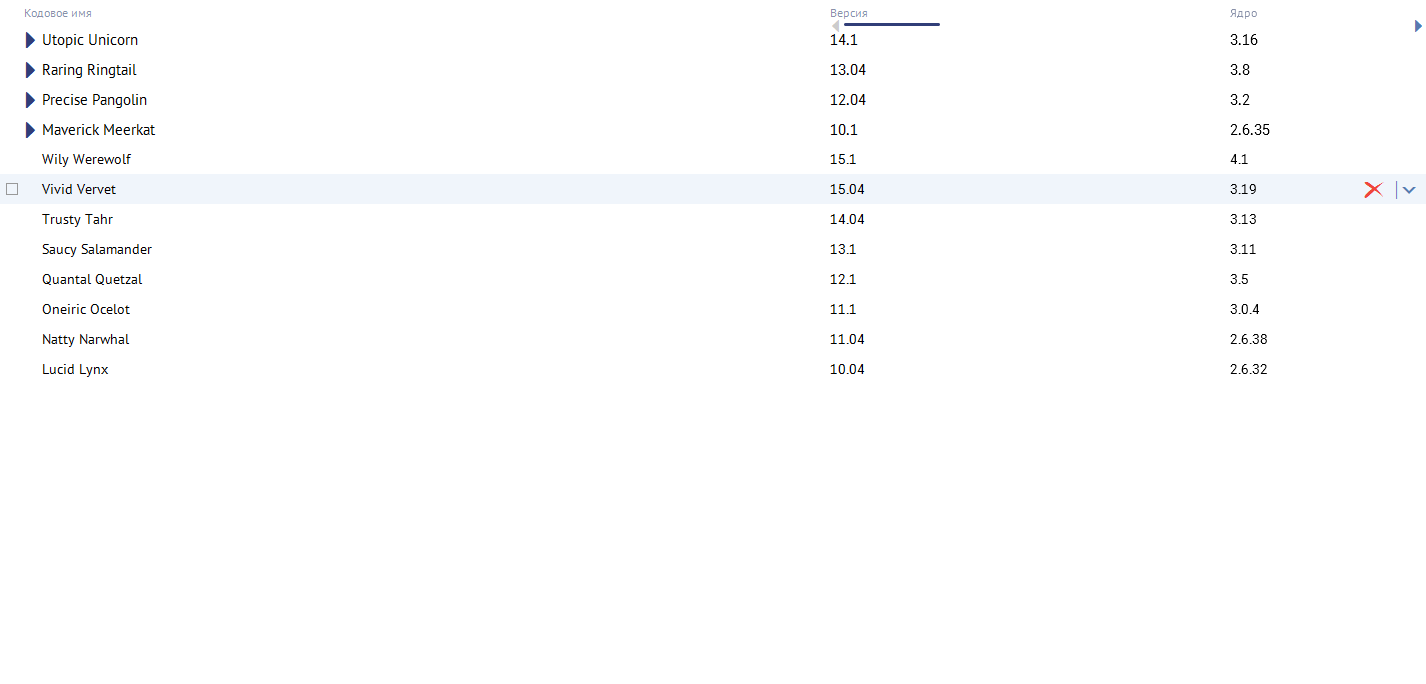 Кодовое имя Версия Ядро
Utopic Unicorn 14.1 3.16
Raring Ringtail 13.04 3.8
Precise Pangolin 12.04 3.2
Maverick Meerkat 10.1 2.6.35
Wily Werewolf 15.1 4.1
Vivid Vervet 15.04 3.19
Trusty Tahr 14.04 3.13
Saucy Salamander 13.1 3.11
Quantal Quetzal 12.1 3.5
Oneiric Ocelot 11.1 3.0.4
Natty Narwhal 11.04 2.6.38
Lucid Lynx 10.04 2.6.32